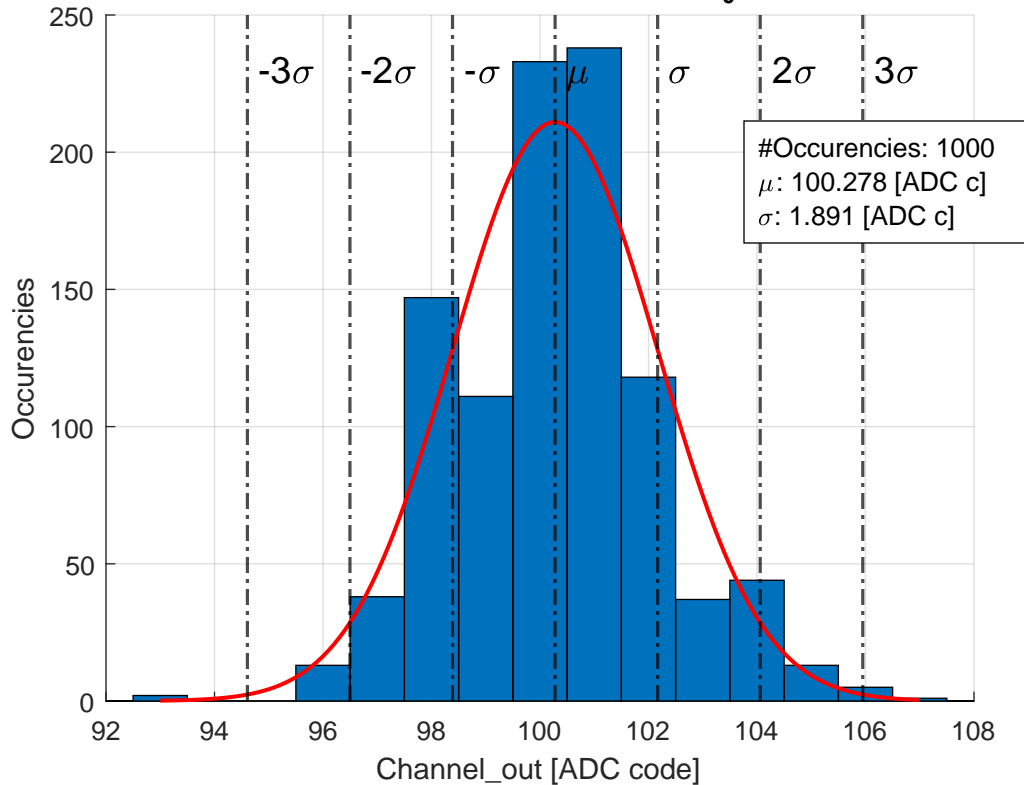 250
200
150
100
50
0
-3σ -2σ -σ μ σ 2σ 3σ
#Occurencies: 1000
μ: 100.278 [ADC c]
σ: 1.891 [ADC c]
Occurencies
92 94 96 98 100 102 104 106 108
Channel_out [ADC code]